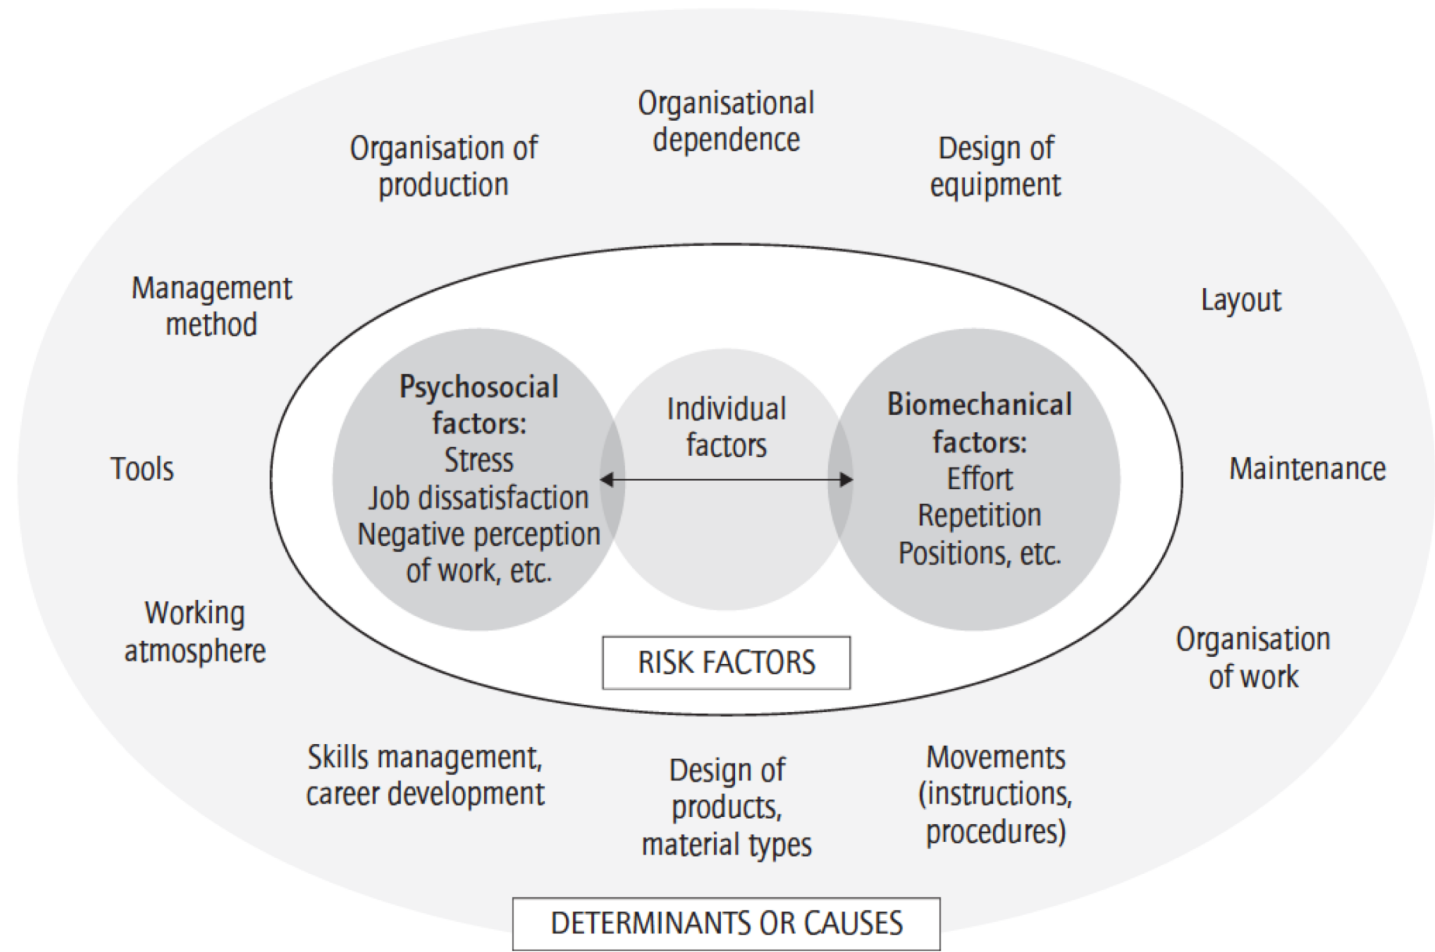 Organisational
dependence
Organisation of
production
Design of
equipment
Management
method
Layout
Psychosocial
factors:
Stress
Job dissatisfaction
Negative perception
of work, etc.
Individual
factors
Biomechanical
factors:
Effort
Repetition
Positions, etc.
Tools
Maintenance
Working
atmosphere
Organisation
of work
RISK FACTORS
Skills management,
career development
Design of
products,
material types
Movements
(instructions,
procedures)
DETERMINANTS OR CAUSES